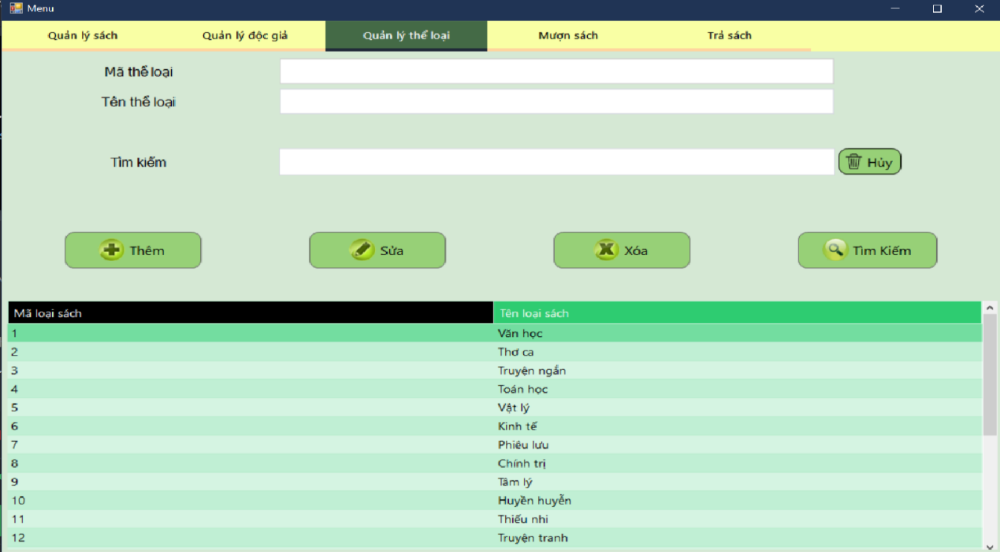 Menu
Quản lý sách Quản lý độc giả Quản lý thể loại Mượn sách Trả sách
Mã thể loại
Tên thể loại
Tìm kiếm Hủy
Thêm Sửa Xóa Tìm Kiếm
Mã loại sách Tên loại sách
1 Văn học
2 Thơ ca
3 Truyện ngắn
4 Toán học
5 Vật lý
6 Kinh tế
7 Phiêu lưu
8 Chính trị
9 Tâm lý
10 Huyền huyễn
11 Thiếu nhi
12 Truyện tranh